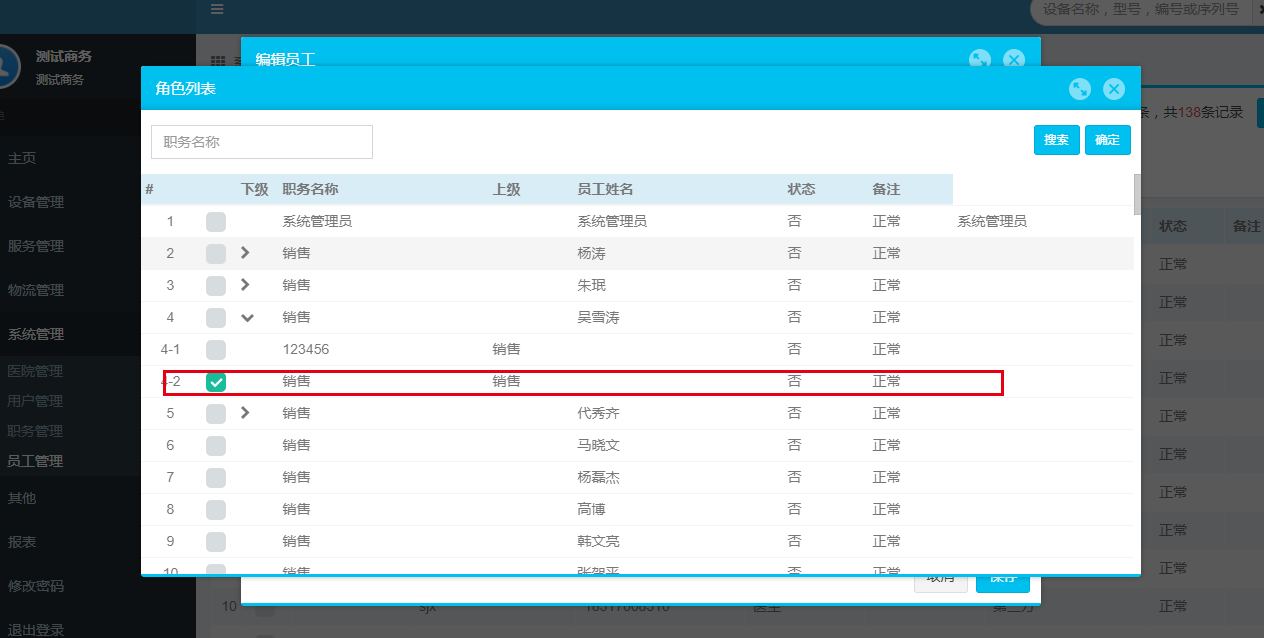 设备名称，型号，编号或序列号
测试商务
测试商务
编辑员工
角色列表
条，共138条记录
职务名称
搜索
确定
主页
设备管理
服务管理
物流管理
系统管理
医院管理
用户管理
职务管理
员工管理
其他
报表
修改密码
退出登录
# 下级 职务名称 上级 员工姓名 状态 备注
1 系统管理员 系统管理员 否 正常 系统管理员
2 销售 杨涛 否 正常
3 销售 朱珉 否 正常
4 销售 吴雪涛 否 正常
4-1 123456 销售 否 正常
4-2 销售 销售 否 正常
5 销售 代秀齐 否 正常
6 销售 马晓文 否 正常
7 销售 杨磊杰 否 正常
8 销售 高博 否 正常
9 销售 韩文亮 否 正常
10 销售 张贺平 否 正常
状态 备注
正常
正常
正常
正常
正常
正常
正常
正常
正常
取消
保存
10 sjx 医生 第三方 正常